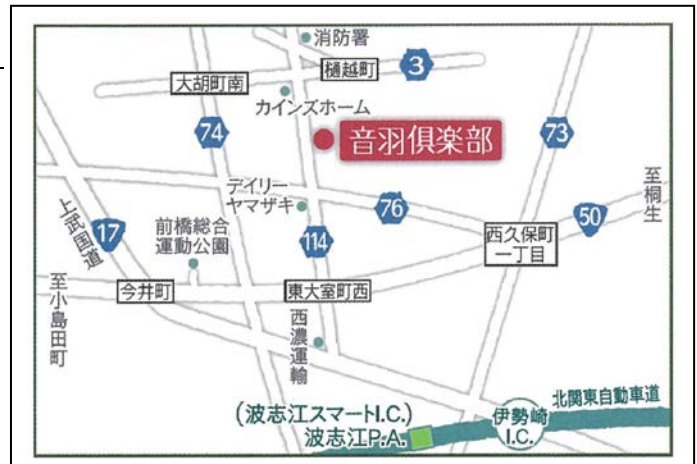 消防署
樋越町
3
大胡町南
カインズホーム
74
音羽倶楽部
73
デイリー
ヤマザキ
76
至桐生
50
上武国道
17
前橋総合
運動公園
114
西久保町
一丁目
至小島田町
今井町
東大室町西
西濃運輸
(波志江スマートI.C.)
波志江P.A.
伊勢崎
I.C.
北関東自動車道